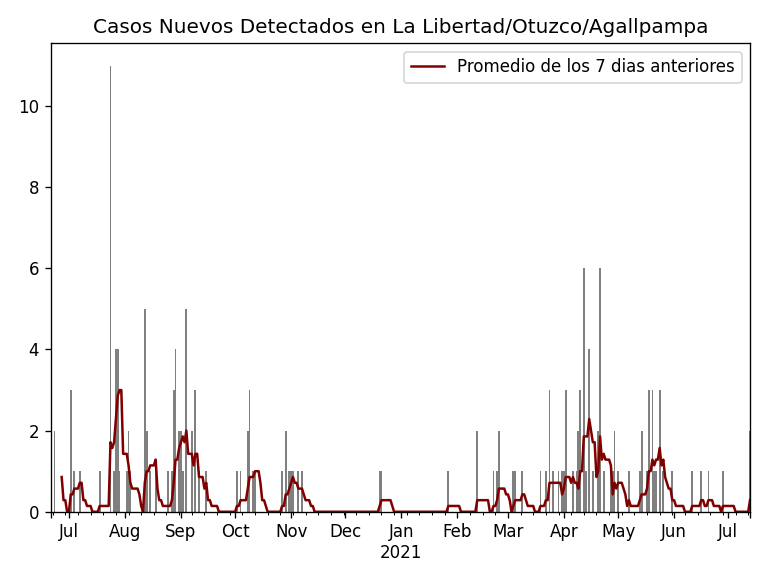 Casos Nuevos Detectados en La Libertad/Otuzco/Agallpampa
Promedio de los 7 dias anteriores
10
8
6
4
2
0
Jul Aug Sep Oct Nov Dec Jan Feb Mar Apr May Jun Jul
2021